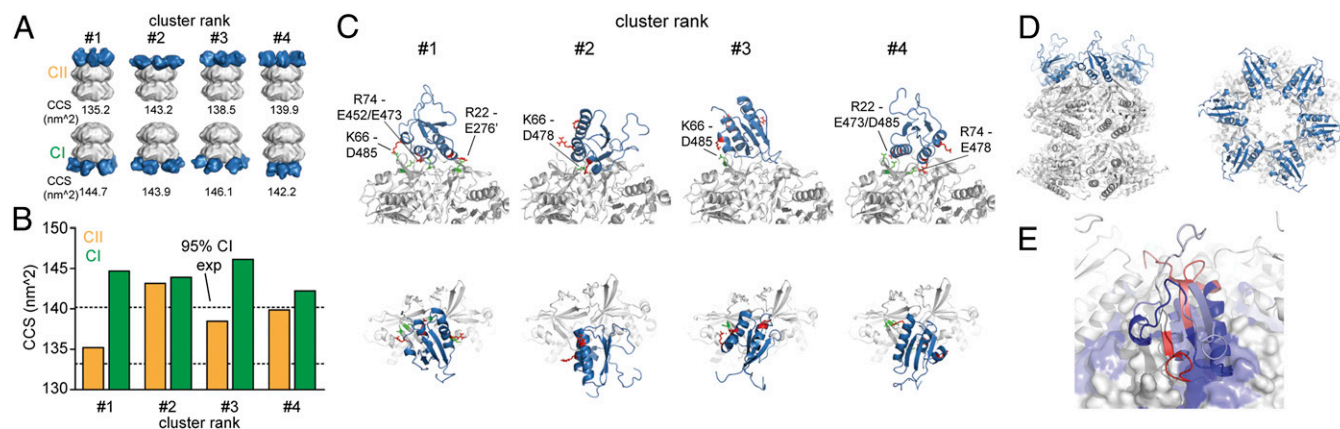 A
cluster rank
#1 #2 #3 #4
CII
CCS
(nm^2)
135.2 143.2 138.5 139.9
CI
CCS
(nm^2)
144.7 143.9 146.1 142.2
B
150
145
140
135
130
CCS (nm^2)
CII
CI
95% CI
exp
#1 #2 #3 #4
cluster rank
C
cluster rank
#1 #2 #3 #4
R74 -
E452/E473
K66 -
D485
R22 -
E276'
K66 -
D478
K66 -
D485
R22 -
E473/D485
R74 -
E478
D
E